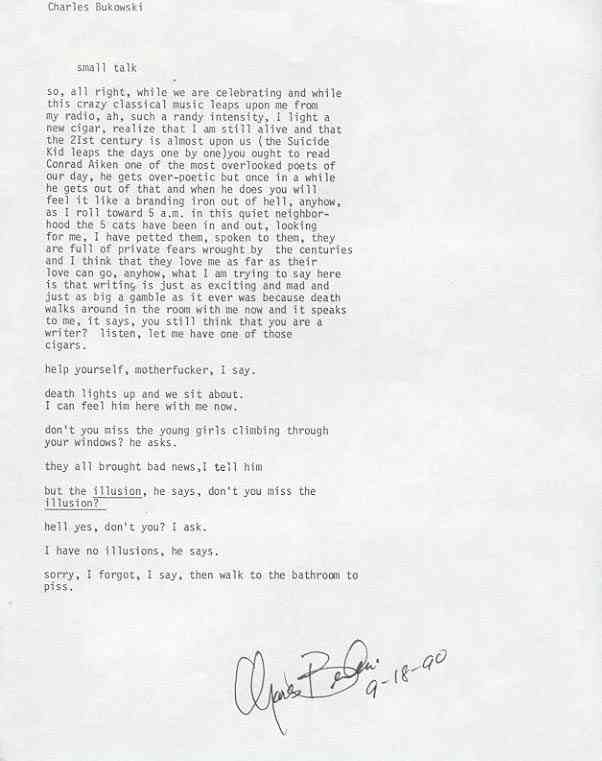 Charles Bukowski
small talk
so, all right, while we are celebrating and while
this crazy classical music leaps upon me from
my radio, ah, such a randy intensity, I light a
new cigar, realize that I am still alive and that
the 21st century is almost upon us (the Suicide
Kid leaps the days one by one)you ought to read
Conrad Aiken one of the most overlooked poets of
our day, he gets over-poetic but once in a while
he gets out of that and when he does you will
feel it like a branding iron out of hell, anyhow,
as I roll toward 5 a.m. in this quiet neighbor-
hood the 5 cats have been in and out, looking
for me, I have petted them, spoken to them, they
are full of private fears wrought by the centuries
and I think that they love me as far as their
love can go, anyhow, what I am trying to say here
is that writing is just as exciting and mad and
just as big a gamble as it ever was because death
walks around in the room with me now and it speaks
to me, it says, you still think that you are a
writer? listen, let me have one of those
cigars.
help yourself, motherfucker, I say.
death lights up and we sit about.
I can feel him here with me now.
don't you miss the young girls climbing through
your windows? he asks.
they all brought bad news,I tell him
but the illusion, he says, don't you miss the
illusion?
hell yes, don't you? I ask.
I have no illusions, he says.
sorry, I forgot, I say, then walk to the bathroom to
piss.
Charles Bukowski
9-18-90